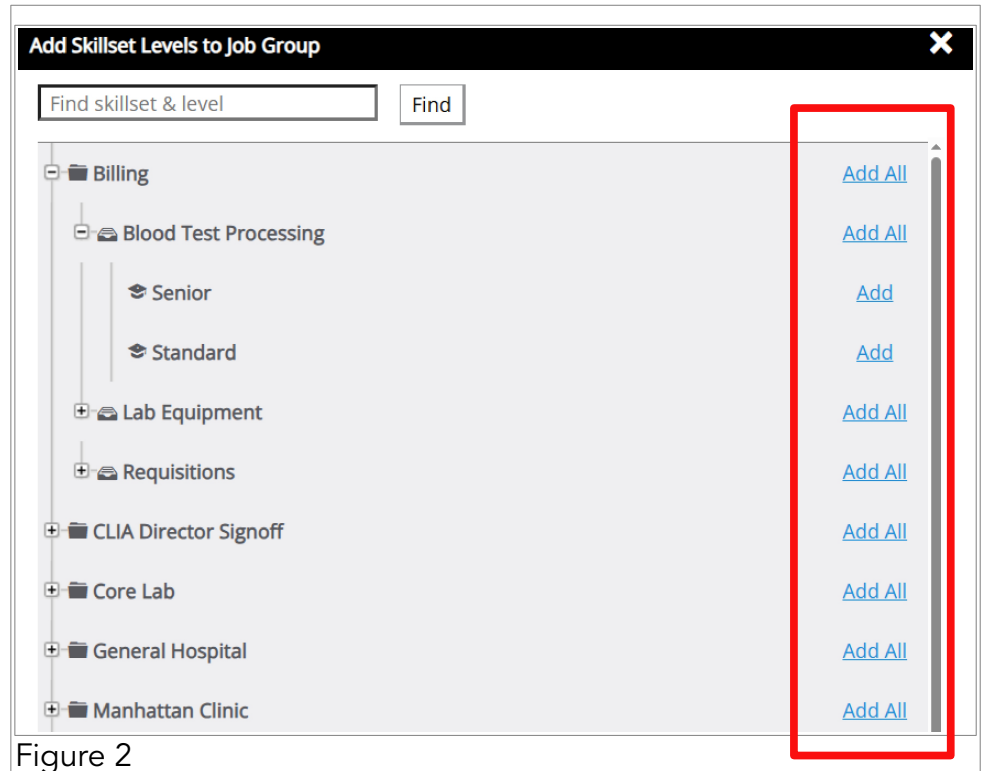 Add Skillset Levels to Job Group
Find skillset & level Find
Billing Add All
Blood Test Processing Add All
Senior Add
Standard Add
Lab Equipment Add All
Requisitions Add All
CLIA Director Signoff Add All
Core Lab Add All
General Hospital Add All
Manhattan Clinic Add All
Figure 2